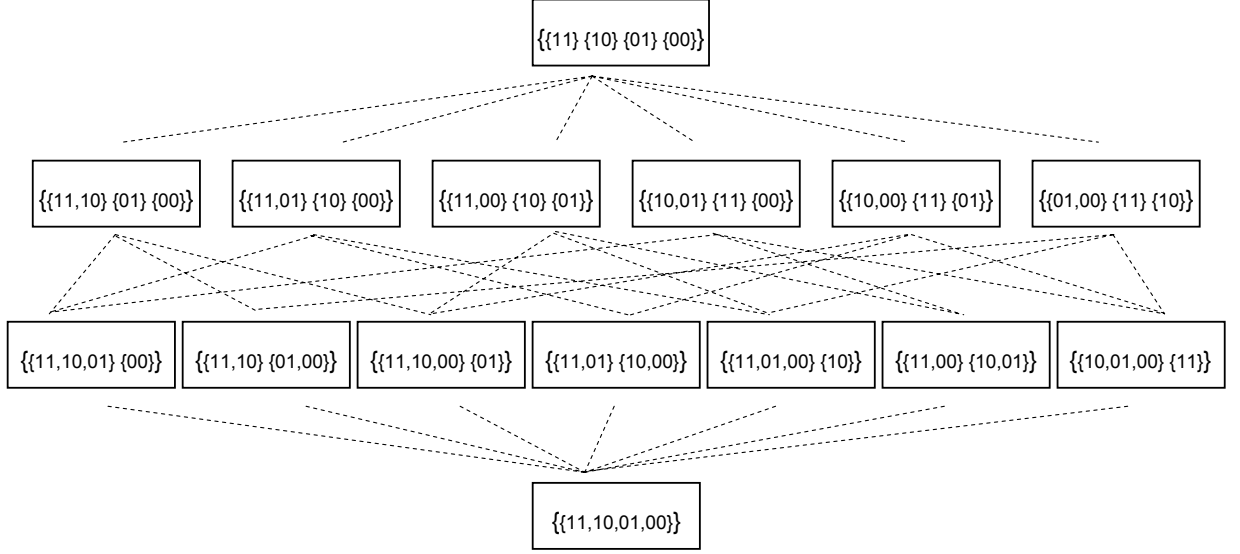 {{11} {10} {01} {00}}
{{11,10} {01} {00}}
{{11,01} {10} {00}}
{{11,00} {10} {01}}
{{10,01} {11} {00}}
{{10,00} {11} {01}}
{{01,00} {11} {10}}
{{11,10,01} {00}}
{{11,10} {01,00}}
{{11,10,00} {01}}
{{11,01} {10,00}}
{{11,01,00} {10}}
{{11,00} {10,01}}
{{10,01,00} {11}}
{{11,10,01,00}}